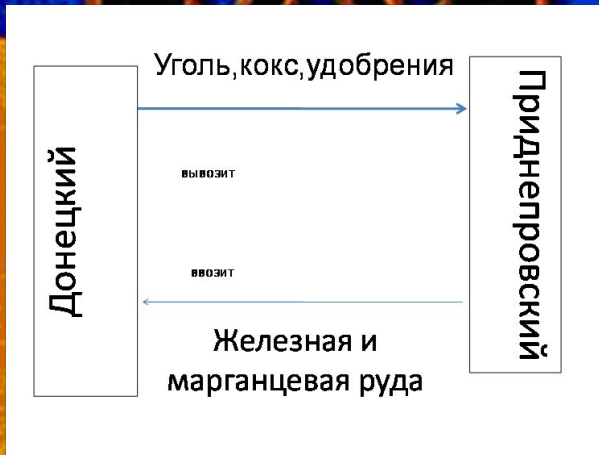 Уголь,кокс,удобрения
Донецкий
Приднепровский
вывозит
ввозит
Железная и
марганцевая руда